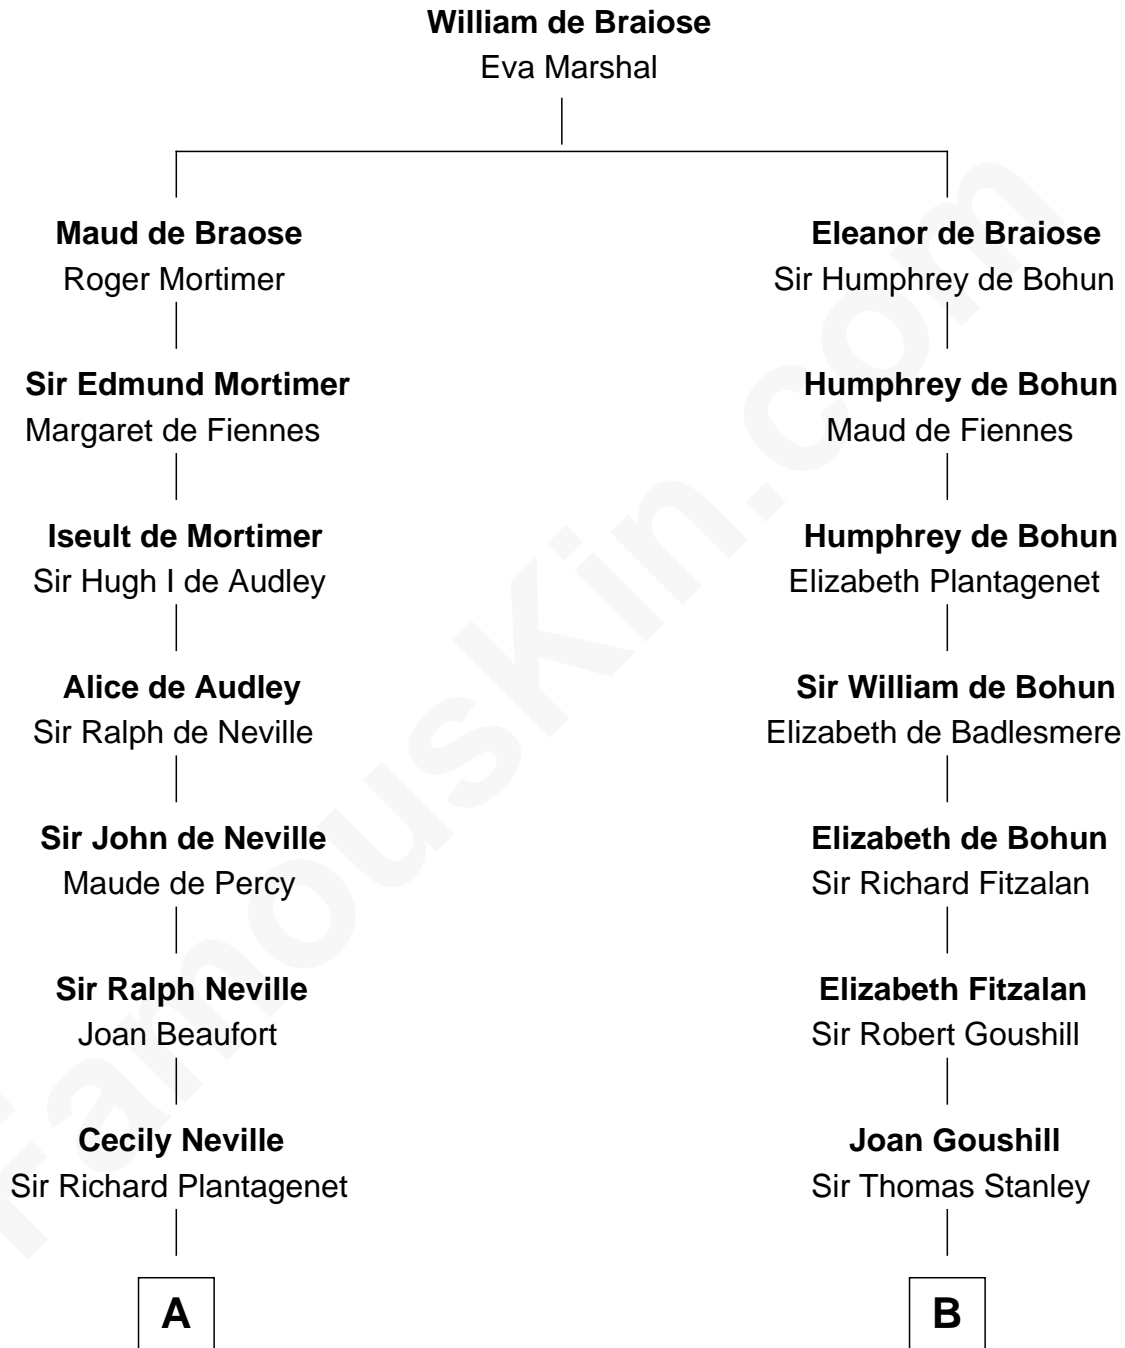 William de Braiose
Eva Marshal
Maud de Braose
Roger Mortimer
Eleanor de Braiose
Sir Humphrey de Bohun
Sir Edmund Mortimer
Margaret de Fiennes
Humphrey de Bohun
Maud de Fiennes
Iseult de Mortimer
Sir Hugh I de Audley
Humphrey de Bohun
Elizabeth Plantagenet
Alice de Audley
Sir Ralph de Neville
Sir William de Bohun
Elizabeth de Badlesmere
Sir John de Neville
Maude de Percy
Elizabeth de Bohun
Sir Richard Fitzalan
Sir Ralph Neville
Joan Beaufort
Elizabeth Fitzalan
Sir Robert Goushill
Cecily Neville
Sir Richard Plantagenet
Joan Goushill
Sir Thomas Stanley
A
B
FamousKin.com